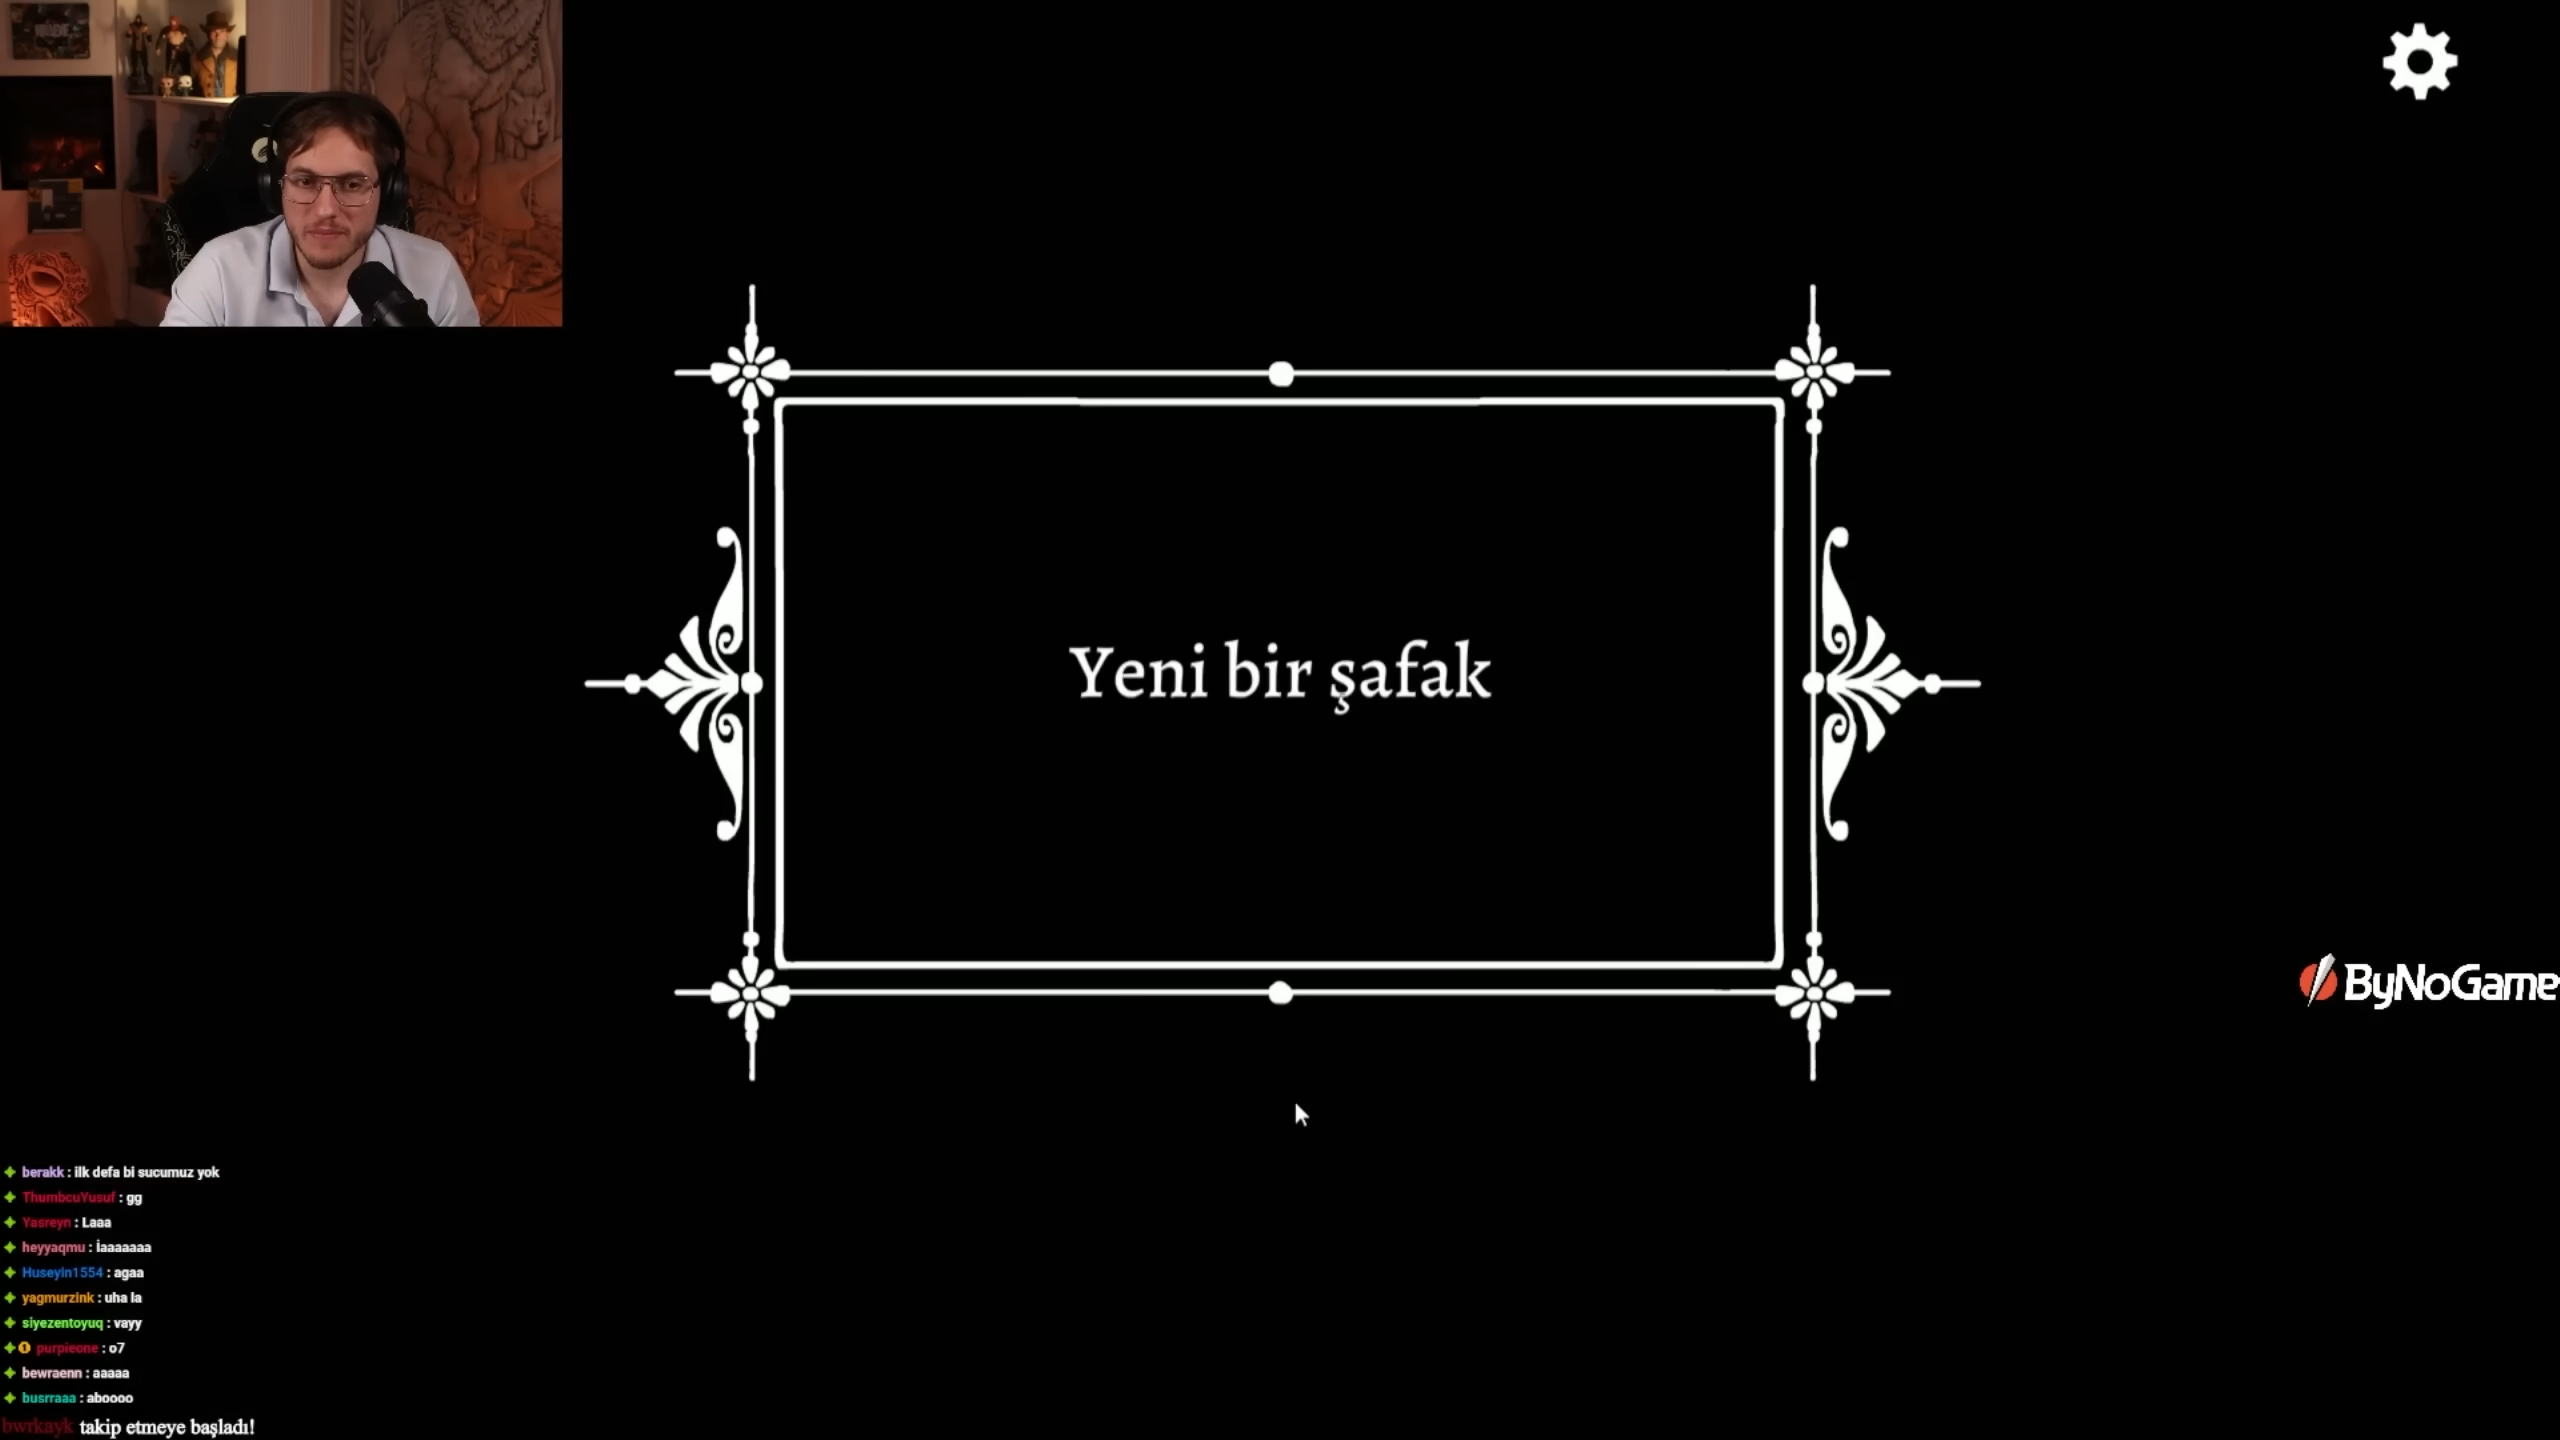 Yeni bir şafak
ByNoGame
berakk : ilk defa bi sucumuz yok
ThumbcuYusuf : gg
Yasreyn : Laaa
heyyaqmu : İaaaaaaa
Huseyin1554 : agaa
yagmurzink : uha la
siyezentoyuq : vayy
purpieone : o7
bewraenn : aaaaa
busrraaa : aboooo
bwrkayk takip etmeye başladı!